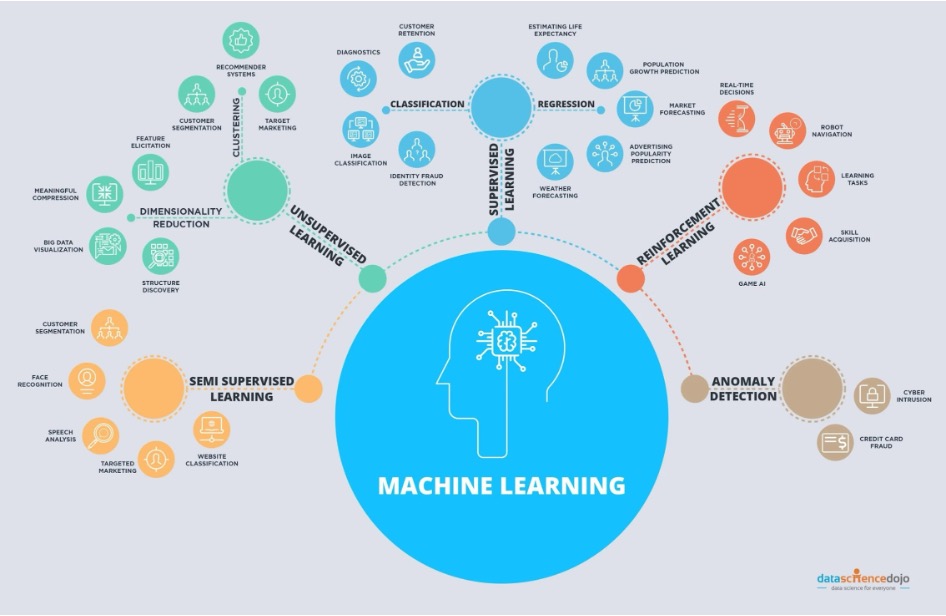 RECOMMENDER
SYSTEMS
CUSTOMER
SEGMENTATION
TARGET
MARKETING
CLUSTERING
FEATURE
ELICITATION
MEANINGFUL
COMPRESSION
DIMENSIONALITY
REDUCTION
BIG DATA
VISUALIZATION
STRUCTURE
DISCOVERY
UNSUPERVISED
LEARNING
CUSTOMER
RETENTION
DIAGNOSTICS
CLASSIFICATION
IMAGE
CLASSIFICATION
IDENTITY FRAUD
DETECTION
SUPERVISED
LEARNING
ESTIMATING LIFE
EXPECTANCY
POPULATION
GROWTH PREDICTION
REGRESSION
MARKET
FORECASTING
ADVERTISING
POPULARITY
PREDICTION
WEATHER
FORECASTING
REAL-TIME
DECISIONS
ROBOT
NAVIGATION
LEARNING
TASKS
SKILL
ACQUISITION
GAME AI
REINFORCEMENT
LEARNING
CUSTOMER
SEGMENTATION
FACE
RECOGNITION
SPEECH
ANALYSIS
TARGETED
MARKETING
WEBSITE
CLASSIFICATION
SEMI SUPERVISED
LEARNING
ANOMALY
DETECTION
CYBER
INTRUSION
CREDIT CARD
FRAUD
MACHINE LEARNING
datasciencedojo
data science for everyone